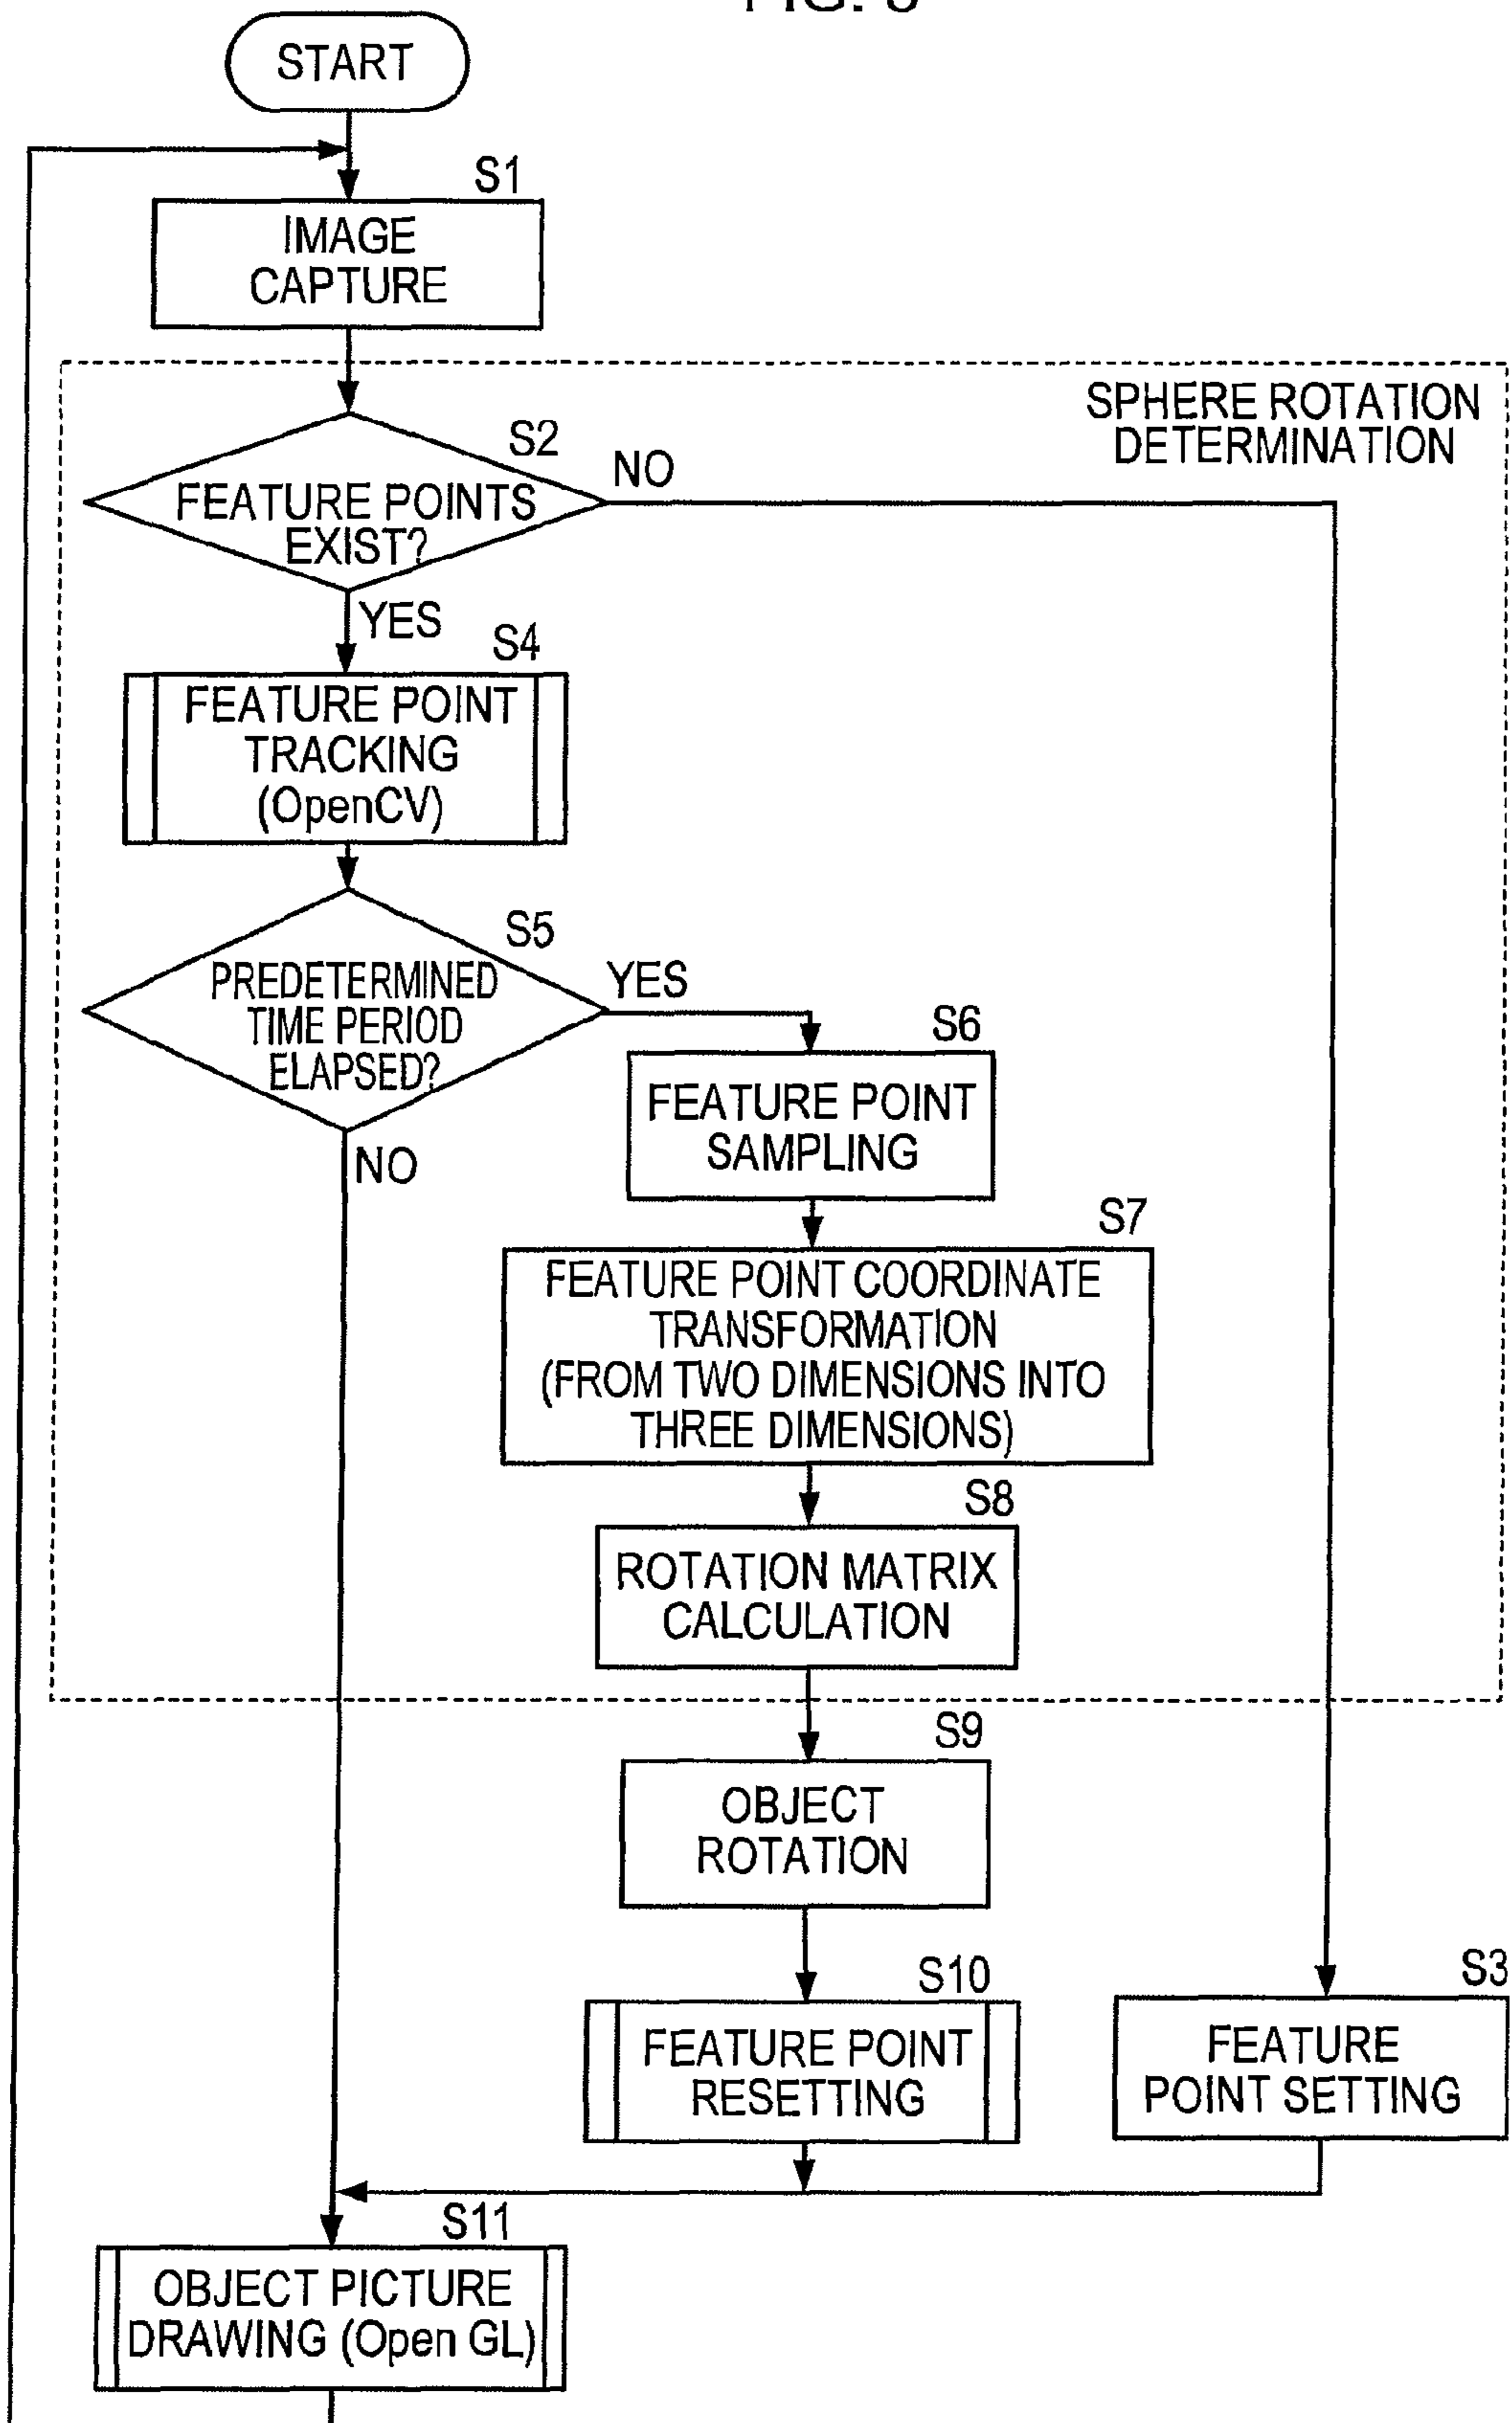 START
S1
IMAGE
CAPTURE
SPHERE ROTATION
DETERMINATION
S2
NO
FEATURE POINTS
EXIST?
YES
S4
FEATURE POINT
TRACKING
(OpenCV)
S5
YES
PREDETERMINED
TIME PERIOD
ELAPSED?
NO
S6
FEATURE POINT
SAMPLING
S7
FEATURE POINT COORDINATE
TRANSFORMATION
(FROM TWO DIMENSIONS INTO
THREE DIMENSIONS)
S8
ROTATION MATRIX
CALCULATION
S9
OBJECT
ROTATION
S10
FEATURE POINT
RESETTING
S3
FEATURE
POINT SETTING
S11
OBJECT PICTURE
DRAWING (Open GL)